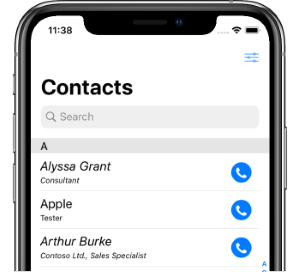 11:38
Contacts
Search
A
Alyssa Grant
Consultant
Apple
Tester
Arthur Burke
Contoso Ltd., Sales Specialist
A